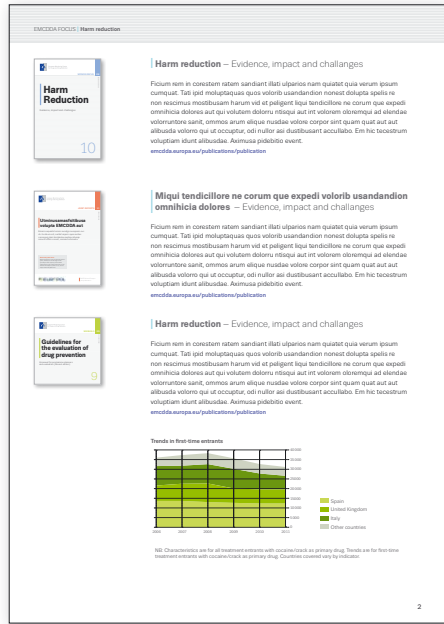 EMCDDA FOCUS | Harm reduction
Harm reduction – Evidence, impact and challanges
Ficium rem in corestem ratem sandiant illati ulparios nam quiatet quia verum ipsum
cumquat. Tati ipid moluptaquas quos volorib usandandion nonest dolupta spelis re
non rescimus mostibusam harum vid et peligent liqui tendicillore ne corum que expedi
omnihicia dolores aut qui volutem dolorru ntisqui aut int volorem oloremqui ad elendae
volorruntore sanit, ommos arum elique nusdae volore corpor sint quam quat aut aut
alibusda volorro qui ut occuptur, odi nullor asi dustibusant accullabo. Em hic tecestrum
voluptiam idunt alibusdae. Aximusa pidebitio event.
emcdda.europa.eu/publications/publication
Harm
Reduction
10
Miqui tendicillore ne corum que expedi volorib usandandion
omnihicia dolores – Evidence, impact and challanges
Ficium rem in corestem ratem sandiant illati ulparios nam quiatet quia verum ipsum
cumquat. Tati ipid moluptaquas quos volorib usandandion nonest dolupta spelis re
non rescimus mostibusam harum vid et peligent liqui tendicillore ne corum que expedi
omnihicia dolores aut qui volutem dolorru ntisqui aut int volorem oloremqui ad elendae
volorruntore sanit, ommos arum elique nusdae volore corpor sint quam quat aut aut
alibusda volorro qui ut occuptur, odi nullor asi dustibusant accullabo. Em hic tecestrum
voluptiam idunt alibusdae. Aximusa pidebitio event.
emcdda.europa.eu/publications/publication
volupta EMCDDA aut
Harm reduction – Evidence, impact and challanges
Ficium rem in corestem ratem sandiant illati ulparios nam quiatet quia verum ipsum
cumquat. Tati ipid moluptaquas quos volorib usandandion nonest dolupta spelis re
non rescimus mostibusam harum vid et peligent liqui tendicillore ne corum que expedi
omnihicia dolores aut qui volutem dolorru ntisqui aut int volorem oloremqui ad elendae
volorruntore sanit, ommos arum elique nusdae volore corpor sint quam quat aut aut
alibusda volorro qui ut occuptur, odi nullor asi dustibusant accullabo. Em hic tecestrum
voluptiam idunt alibusdae. Aximusa pidebitio event.
emcdda.europa.eu/publications/publication
Guidelines for
the evaluation of
drug prevention
9
Trends in first-time entrants
Spain
United Kingdom
Italy
Other countries
NB: Characteristics are for all treatment entrants with cocaine/crack as primary drug. Trends are for first-time
treatment entrants with cocaine/crack as primary drug. Countries covered vary by indicator.
2